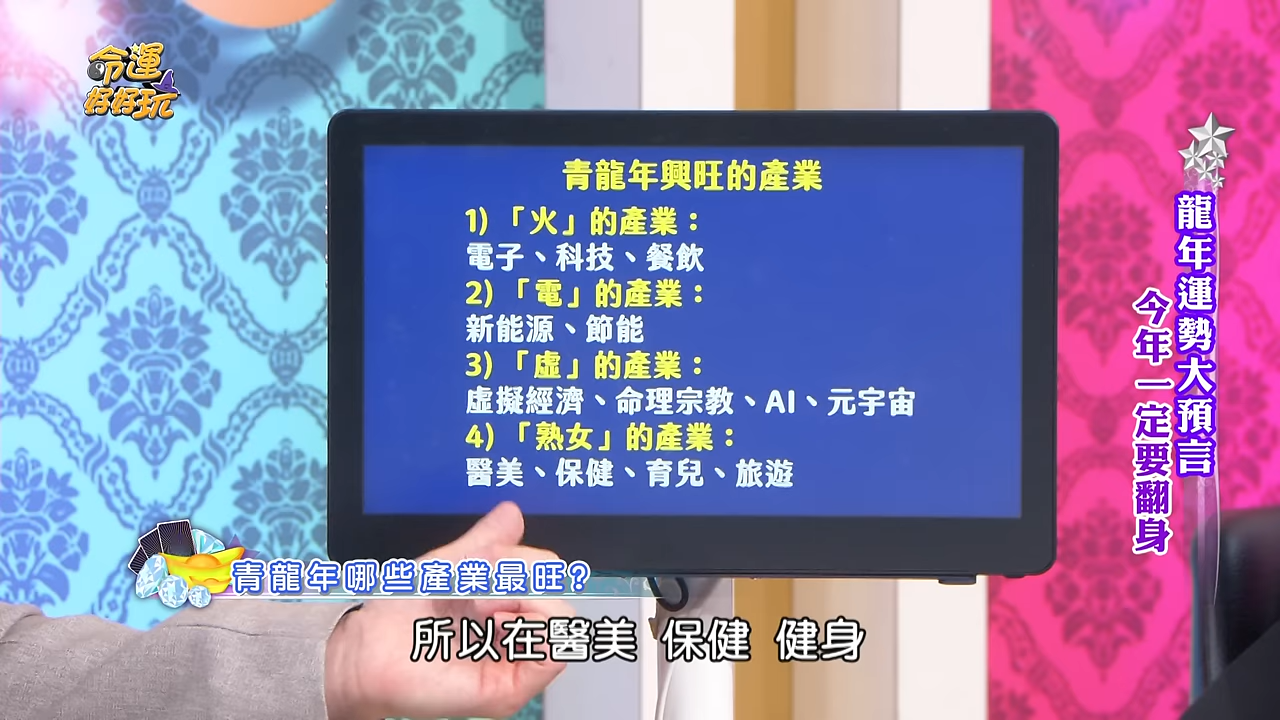 命運
好好玩
青龍年興旺的產業
1)「火」的產業：
電子、科技、餐飲
2)「電」的產業：
新能源、節能
3)「虛」的產業：
虛擬經濟、命理宗教、AI、元宇宙
4)「熟女」的產業：
醫美、保健、育兒、旅遊
龍年運勢大預言
今年一定要翻身
青龍年哪些產業最旺?
所以在醫美 保健 健身